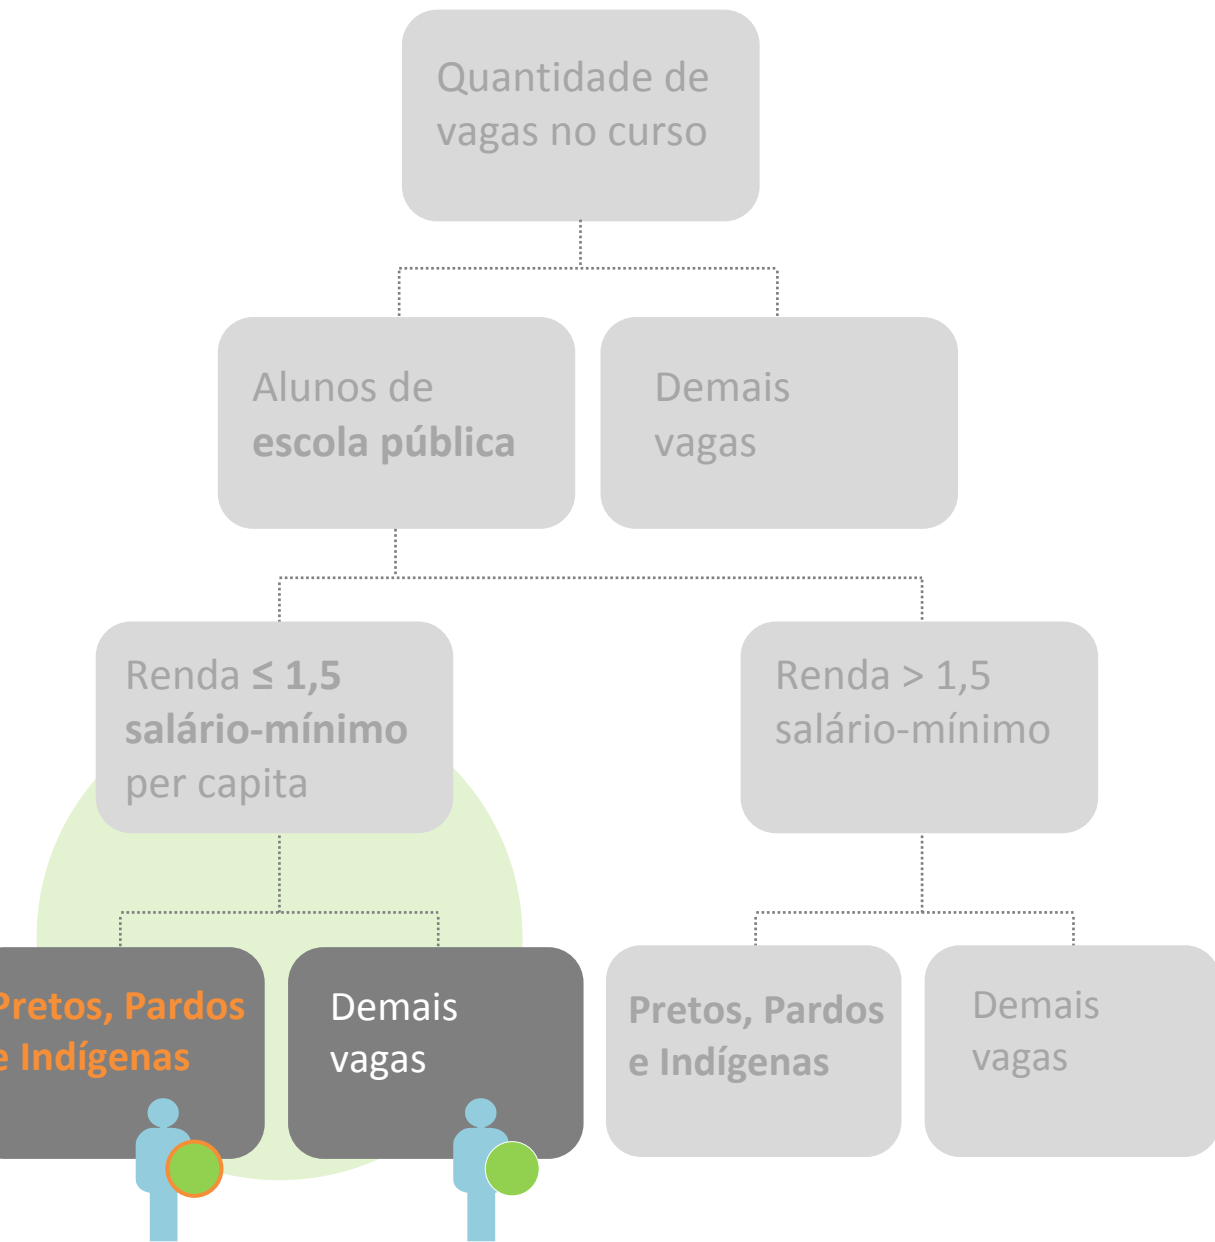 Quantidade de
vagas no curso
Alunos de
escola pública
Demais
vagas
Renda ≤ 1,5
salário-mínimo
per capita
Renda > 1,5
salário-mínimo
Pretos, Pardos
e Indígenas
Demais
vagas
Pretos, Pardos
e Indígenas
Demais
vagas